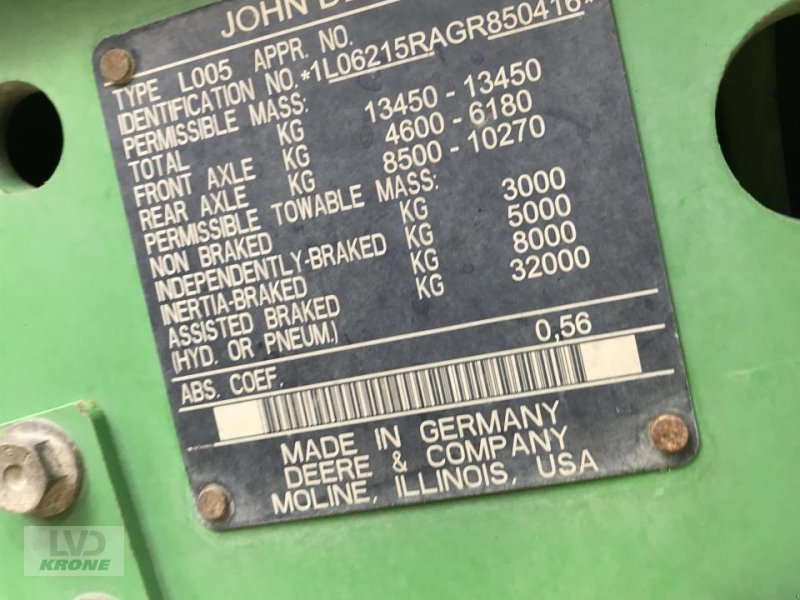 JOHN DE
TYPE L005 APPR. NO.
IDENTIFICATION NO. *1L06215RAGR850416*
PERMISSIBLE MASS:
TOTAL KG 13450 - 13450
FRONT AXLE KG 4600 - 6180
REAR AXLE KG 8500 - 10270
PERMISSIBLE TOWABLE MASS:
NON BRAKED KG 3000
INDEPENDENTLY-BRAKED KG 5000
INERTIA-BRAKED KG 8000
ASSISTED BRAKED KG 32000
(HYD. OR PNEUM.)
ABS. COEF. 0,56
MADE IN GERMANY
DEERE & COMPANY
MOLINE, ILLINOIS, USA
LVD
KRONE